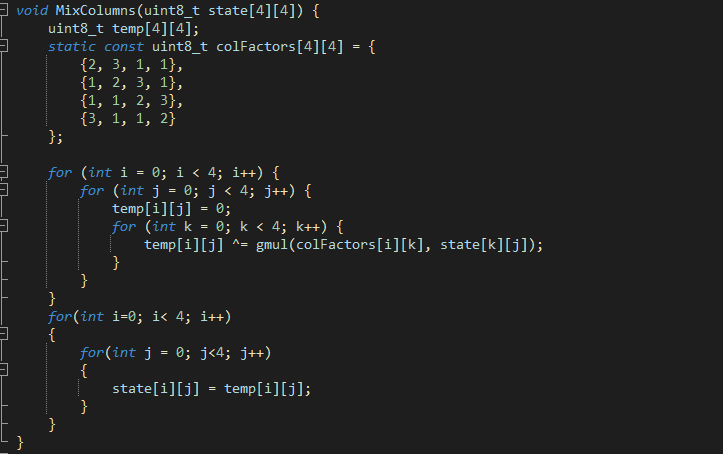 void MixColumns(uint8_t state[4][4]) {
    uint8_t temp[4][4];
    static const uint8_t colFactors[4][4] = {
        {2, 3, 1, 1},
        {1, 2, 3, 1},
        {1, 1, 2, 3},
        {3, 1, 1, 2}
    };

    for (int i = 0; i < 4; i++) {
        for (int j = 0; j < 4; j++) {
            temp[i][j] = 0;
            for (int k = 0; k < 4; k++) {
                temp[i][j] ^= gmul(colFactors[i][k], state[k][j]);
            }
        }
    }
    for(int i=0; i< 4; i++)
    {
        for(int j = 0; j<4; j++)
        {
            state[i][j] = temp[i][j];
        }
    }
}